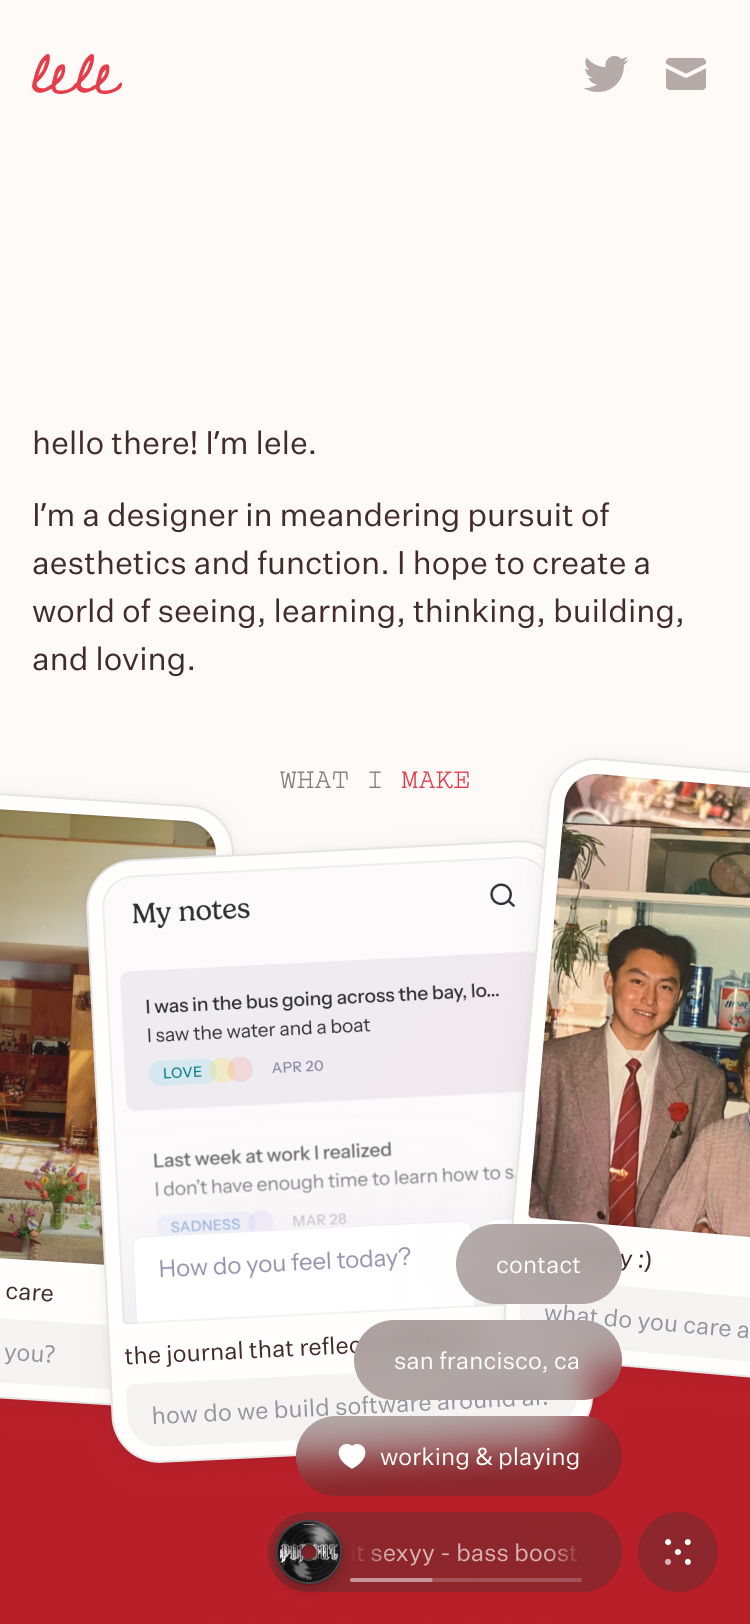 lele
hello there! I’m lele.
I’m a designer in meandering pursuit of
aesthetics and function. I hope to create a
world of seeing, learning, thinking, building,
and loving.
WHAT I MAKE
My notes
I was in the bus going across the bay, lo...
I saw the water and a boat
LOVE
APR 20
Last week at work I realized
I don’t have enough time to learn how to s
SADNESS
MAR 28
How do you feel today?
the journal that reflec
how do we build software around ai?
care
you?
y :)
what do you care a
contact
san francisco, ca
working & playing
it sexyy - bass boost